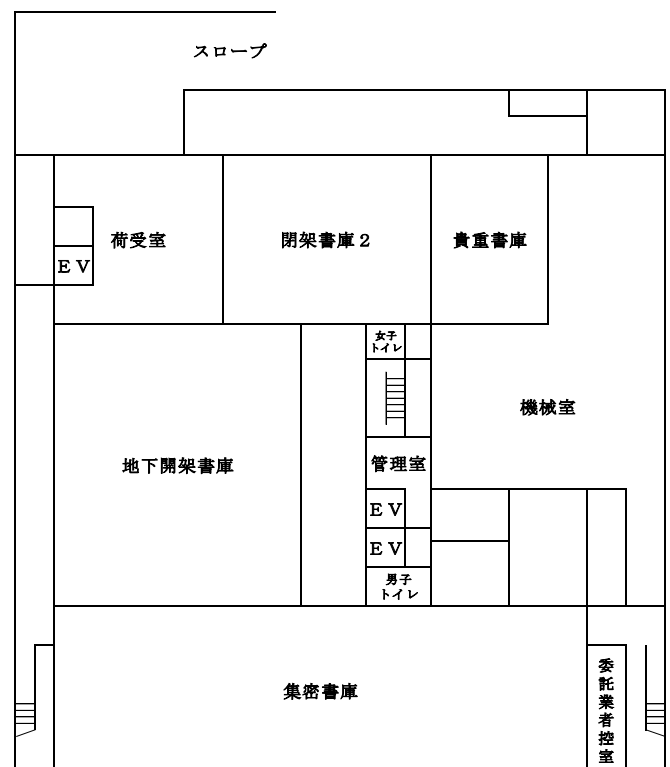 スロープ
荷受室
閉架書庫２
貴重書庫
ＥＶ
女子
トイレ
機械室
地下開架書庫
管理室
ＥＶ
ＥＶ
男子
トイレ
集密書庫
委託業者控室